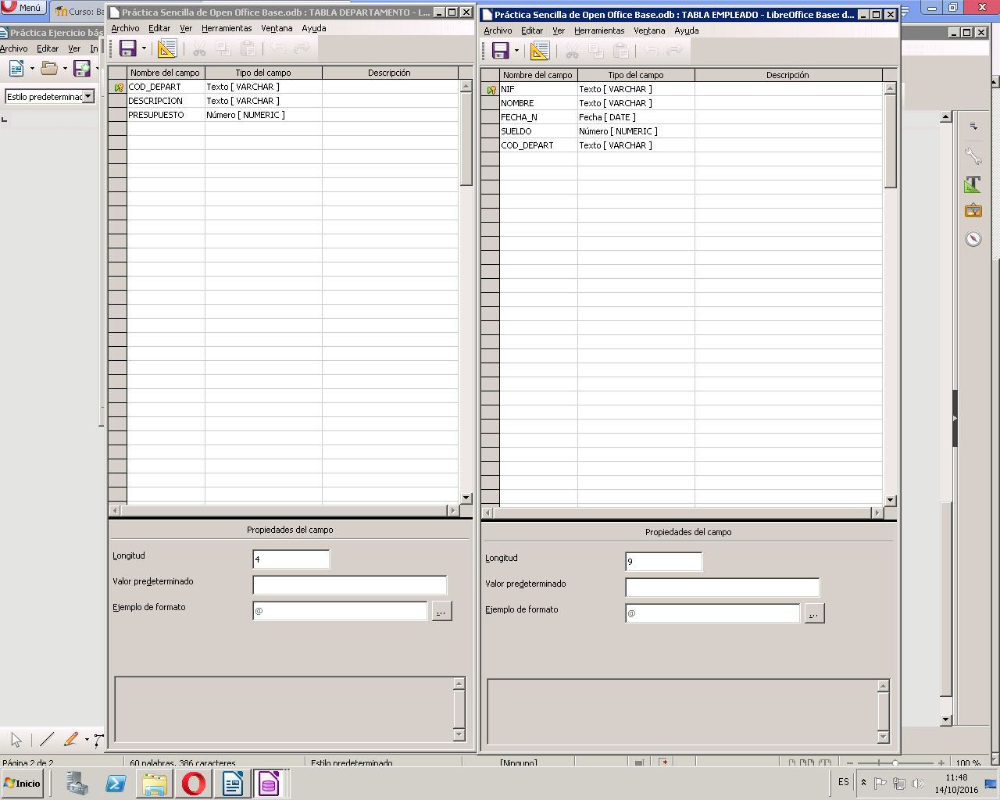 Menú
Curso: Ba
Práctica Ejercicio bás
Archivo Editar Ver In
Estilo predeterminac
Práctica Sencilla de Open Office Base.odb : TABLA DEPARTAMENTO - L...
Archivo Editar Ver Herramientas Ventana Ayuda
Nombre del campo Tipo del campo Descripción
COD_DEPART Texto [ VARCHAR ]
DESCRIPCION Texto [ VARCHAR ]
PRESUPUESTO Número [ NUMERIC ]
Propiedades del campo
Longitud 4
Valor predeterminado
Ejemplo de formato @ ...
Práctica Sencilla de Open Office Base.odb : TABLA EMPLEADO - LibreOffice Base: d...
Archivo Editar Ver Herramientas Ventana Ayuda
Nombre del campo Tipo del campo Descripción
NIF Texto [ VARCHAR ]
NOMBRE Texto [ VARCHAR ]
FECHA_N Fecha [ DATE ]
SUELDO Número [ NUMERIC ]
COD_DEPART Texto [ VARCHAR ]
Propiedades del campo
Longitud 9
Valor predeterminado
Ejemplo de formato @ ...
Página 2 de 2 60 palabras, 386 caracteres Estilo predeterminado [Ninguno] 100 %
Inicio
ES
11:48
14/10/2016